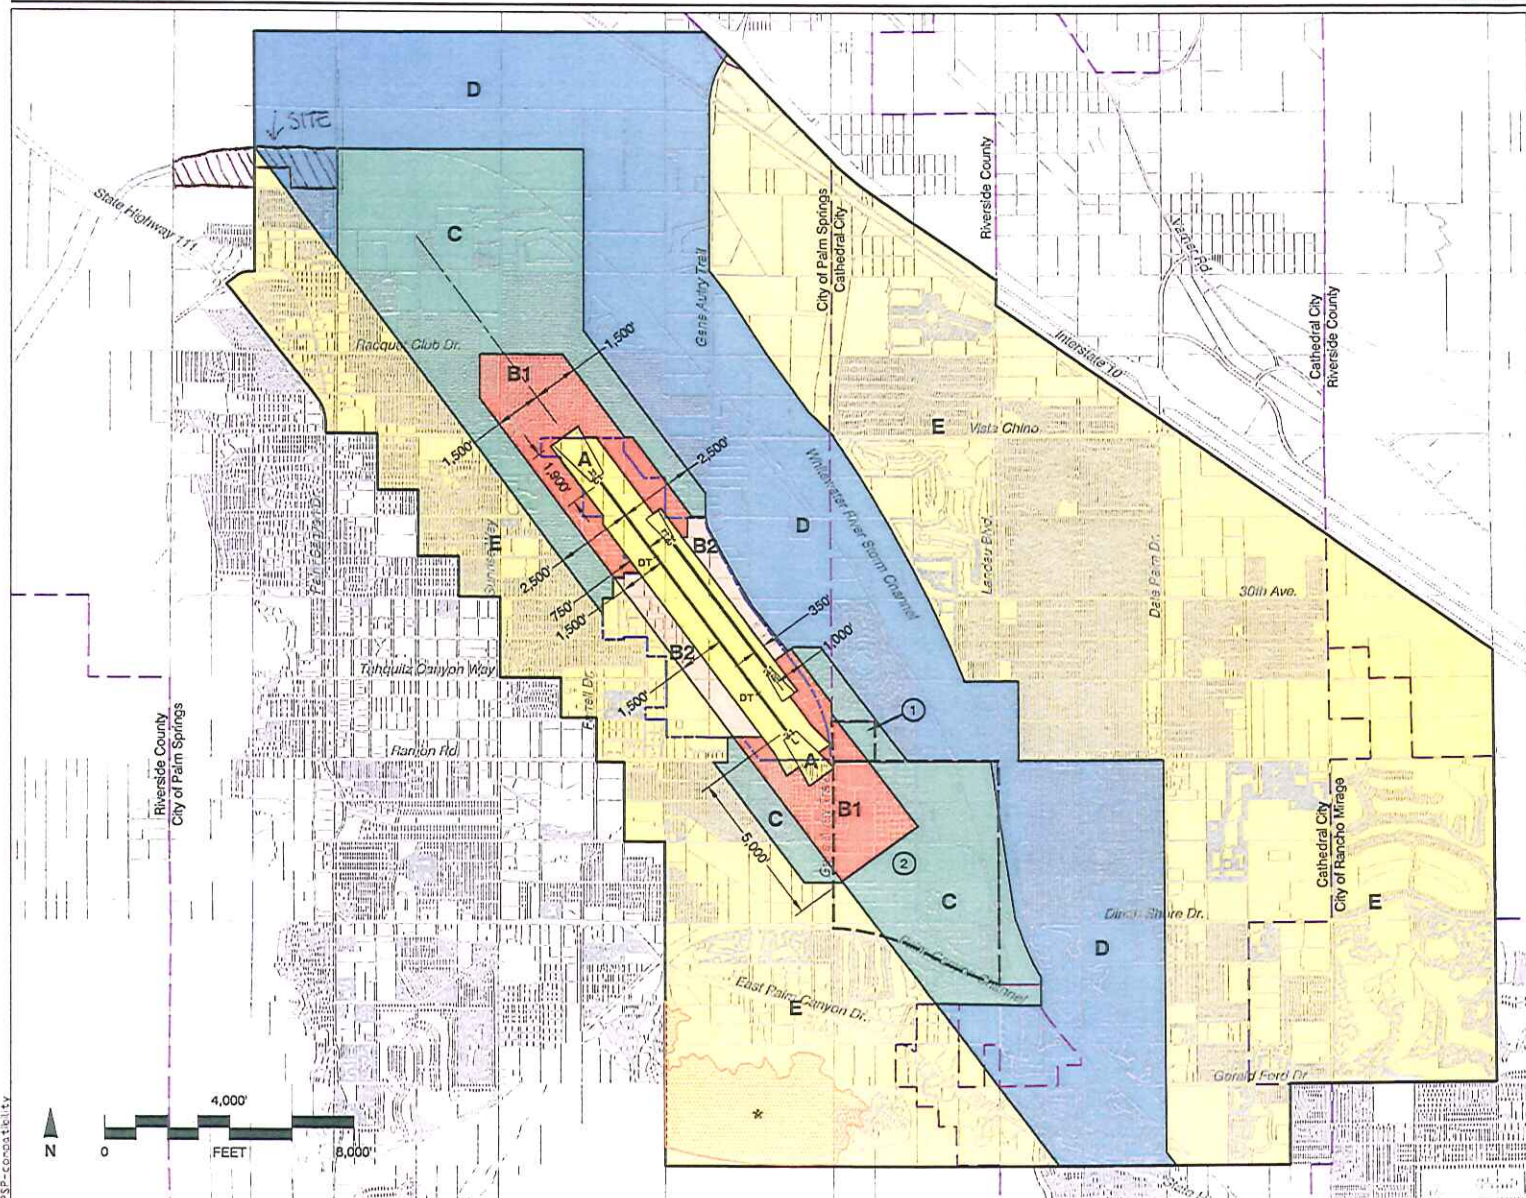 D
↙ SITE
State Highway 111
C
Riverside County
City of Palm Springs
Cathedral City
Gene Autry Trail
Varner Rd
Cathedral City
Riverside County
Interstate 10
1,500'
Racquet Club Dr.
B1
E
Vista Chino
1,500'
A
1,900'
2,500'
Whitewater River Storm Channel
D
E
Sunrise Way
B2
DT
2,500'
Landau Blvd.
Date Palm Dr.
30th Ave.
750'
1,500'
350'
1,000'
Tahquitz Canyon Way
B2
Farrell Dr.
1,500'
DT
1
Riverside County
City of Palm Springs
Ramon Rd.
A
B1
C
5,000'
2
Cathedral City
City of Rancho Mirage
C
E
Dinah Shore Dr.
D
East Palm Canyon Dr.
E
Gerald Ford Dr
*
N
4,000'
0
FEET
8,000'
PSP-compatibility